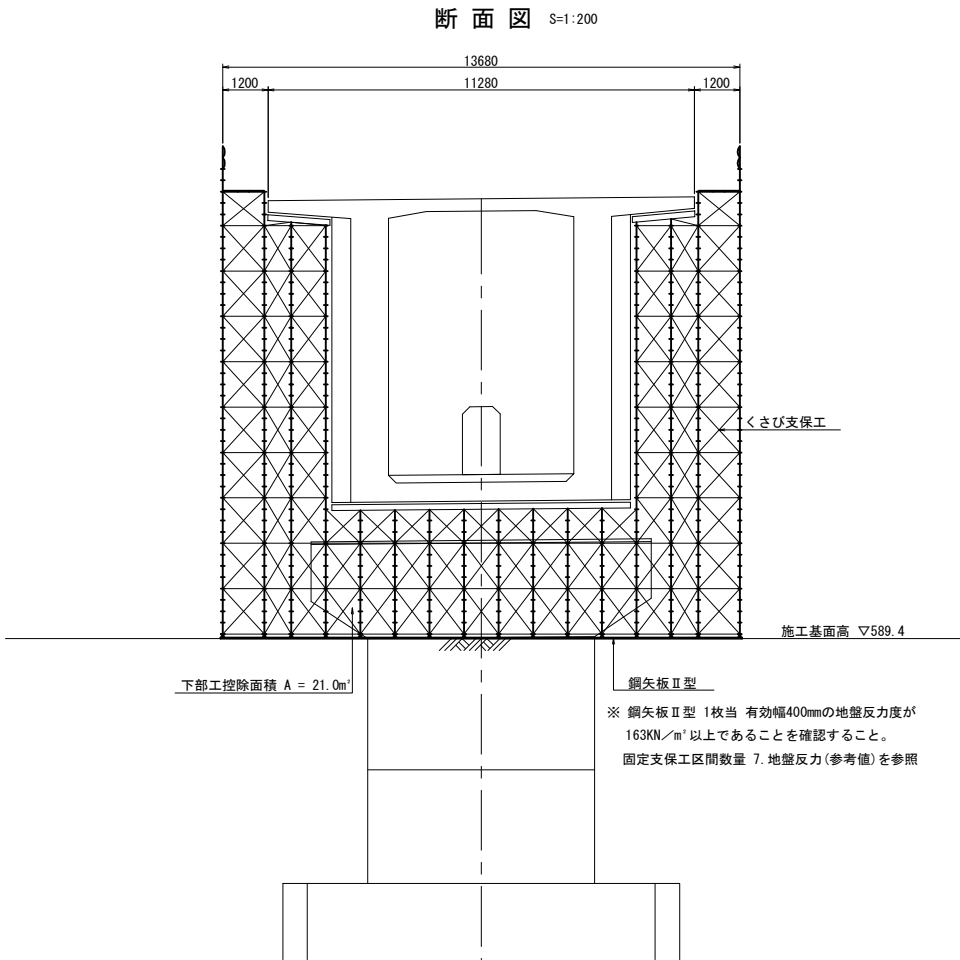 断面図 S=1:200
13680
1200 11280 1200
くさび支保工
施工基面高 ▽589.4
下部工控除面積 A = 21.0m²
鋼矢板Ⅱ型
※ 鋼矢板Ⅱ型 1枚当 有効幅400mmの地盤反力度が
163KN／m²以上であることを確認すること。
固定支保工区間数量 7.地盤反力(参考値)を参照